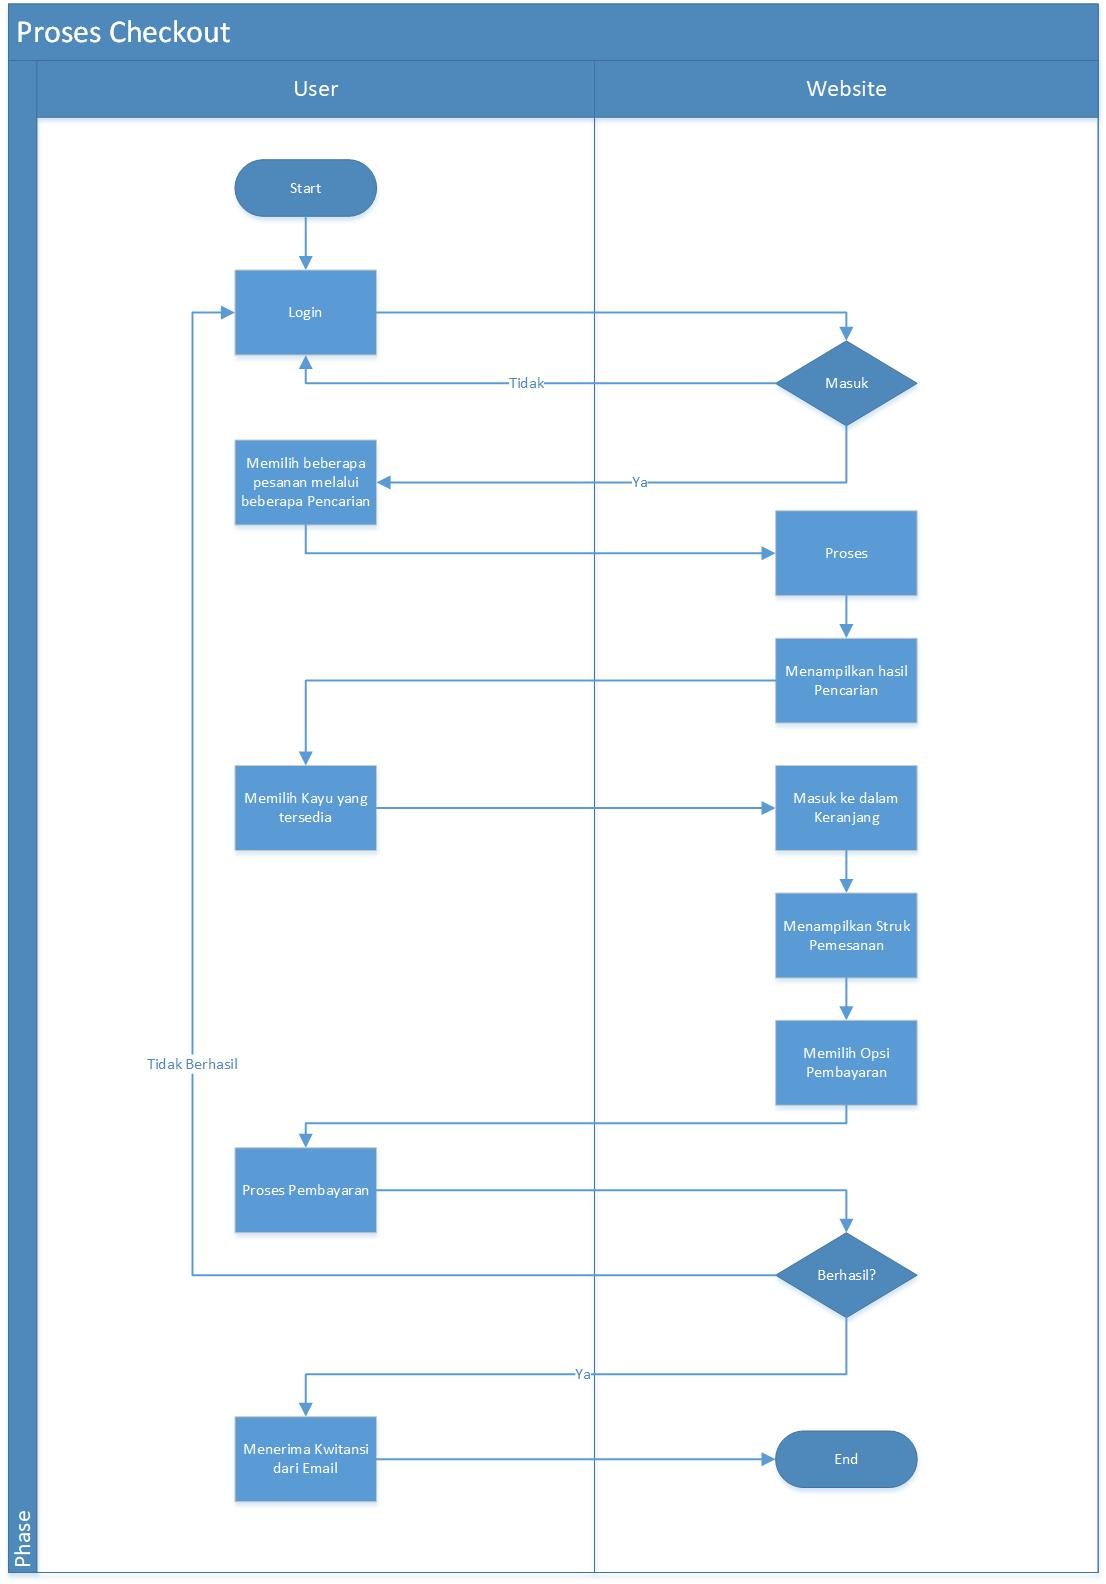 Proses Checkout
User
Website
Start
Login
Masuk
Tidak
Memilih beberapa
pesanan melalui
beberapa Pencarian
Ya
Proses
Menampilkan hasil
Pencarian
Memilih Kayu yang
tersedia
Masuk ke dalam
Keranjang
Menampilkan Struk
Pemesanan
Memilih Opsi
Pembayaran
Tidak Berhasil
Proses Pembayaran
Berhasil?
Ya
Menerima Kwitansi
dari Email
End
Phase